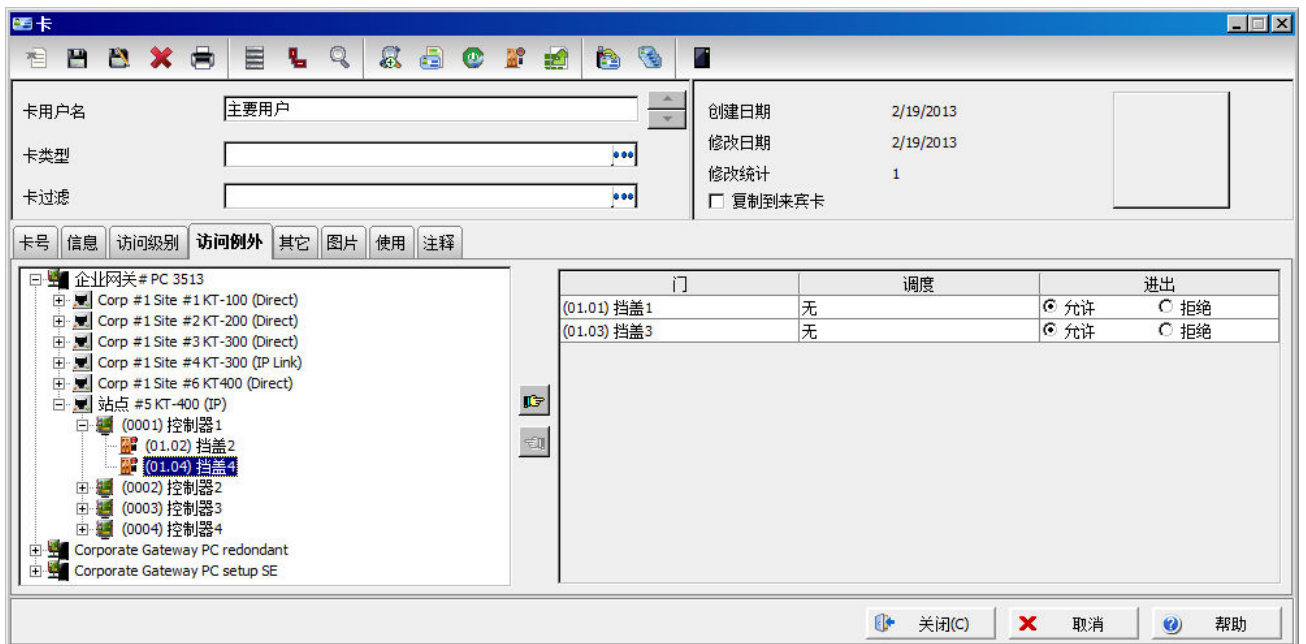 卡
卡用户名 主要用户
卡类型
卡过滤
创建日期 2/19/2013
修改日期 2/19/2013
修改统计 1
复制到来宾卡
卡号 信息 访问级别 访问例外 其它 图片 使用 注释
企业网关# PC 3513
Corp #1 Site #1 KT-100 (Direct)
Corp #1 Site #2 KT-200 (Direct)
Corp #1 Site #3 KT-300 (Direct)
Corp #1 Site #4 KT-300 (IP Link)
Corp #1 Site #6 KT400 (Direct)
站点 #5 KT-400 (IP)
(0001) 控制器1
(01.02) 挡盖2
(01.04) 挡盖4
(0002) 控制器2
(0003) 控制器3
(0004) 控制器4
Corporate Gateway PC redondant
Corporate Gateway PC setup SE
门 调度 进出
(01.01) 挡盖1 无 允许 拒绝
(01.03) 挡盖3 无 允许 拒绝
关闭(C) 取消 帮助